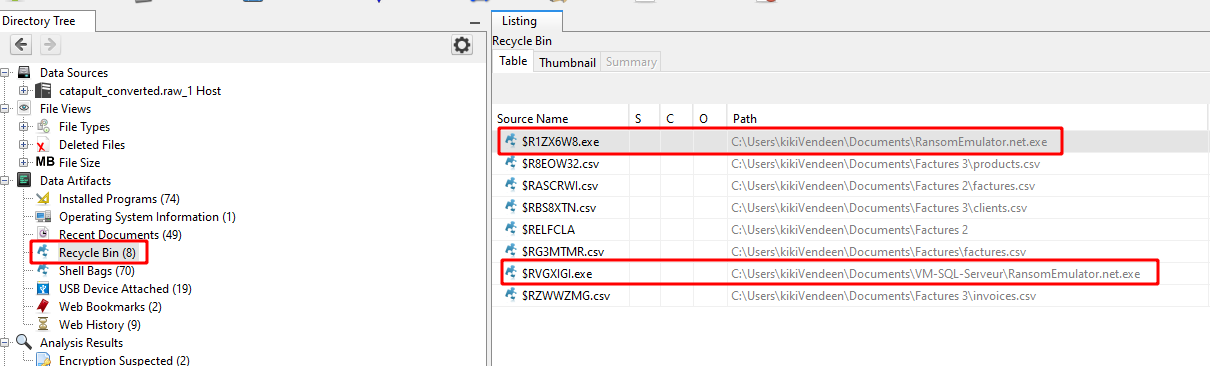 Directory Tree
Data Sources
catapult_converted.raw_1 Host
File Views
File Types
Deleted Files
MB File Size
Data Artifacts
Installed Programs (74)
Operating System Information (1)
Recent Documents (49)
Recycle Bin (8)
Shell Bags (70)
USB Device Attached (19)
Web Bookmarks (2)
Web History (9)
Analysis Results
Encryption Suspected (2)
Listing
Recycle Bin
Table Thumbnail Summary
Source Name S C O Path
$R1ZX6W8.exe C:\Users\kikiVendeen\Documents\RansomEmulator.net.exe
$R8EOW32.csv C:\Users\kikiVendeen\Documents\Factures 3\products.csv
$RASCRWI.csv C:\Users\kikiVendeen\Documents\Factures 2\factures.csv
$RBS8XTN.csv C:\Users\kikiVendeen\Documents\Factures 3\clients.csv
$RELFCLA C:\Users\kikiVendeen\Documents\Factures 2
$RG3MTMR.csv C:\Users\kikiVendeen\Documents\Factures\factures.csv
$RVGXIGI.exe C:\Users\kikiVendeen\Documents\VM-SQL-Serveur\RansomEmulator.net.exe
$RZWWZMG.csv C:\Users\kikiVendeen\Documents\Factures 3\invoices.csv